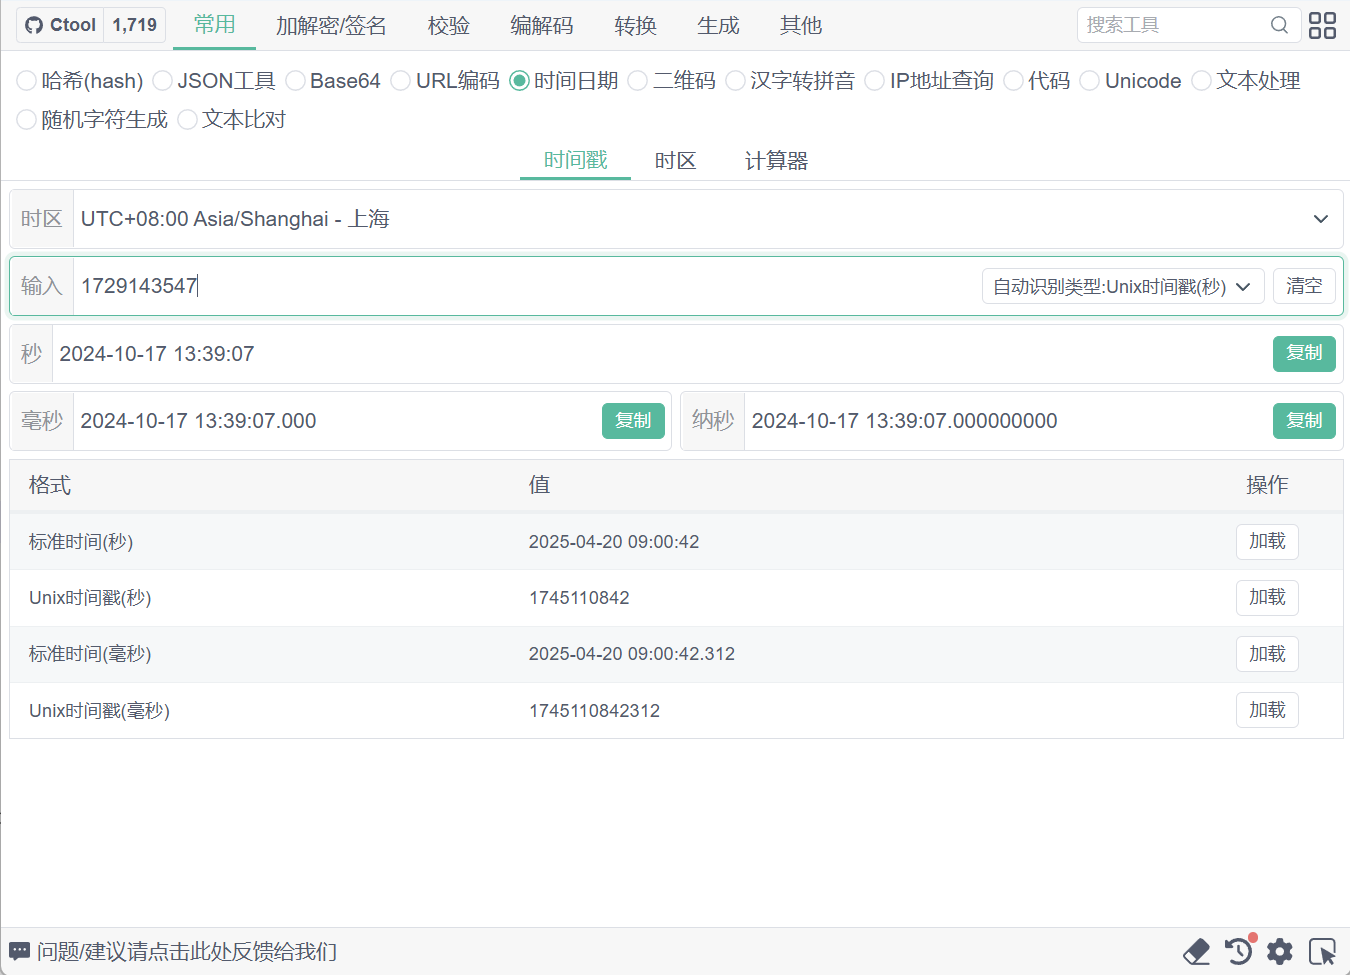 Ctool 1,719 常用 加解密/签名 校验 编解码 转换 生成 其他 搜索工具
哈希(hash) JSON工具 Base64 URL编码 时间日期 二维码 汉字转拼音 IP地址查询 代码 Unicode 文本处理
随机字符生成 文本比对
时间戳 时区 计算器
时区 UTC+08:00 Asia/Shanghai - 上海
输入 1729143547 自动识别类型:Unix时间戳(秒) 清空
秒 2024-10-17 13:39:07 复制
毫秒 2024-10-17 13:39:07.000 复制 纳秒 2024-10-17 13:39:07.000000000 复制
格式 值 操作
标准时间(秒) 2025-04-20 09:00:42 加载
Unix时间戳(秒) 1745110842 加载
标准时间(毫秒) 2025-04-20 09:00:42.312 加载
Unix时间戳(毫秒) 1745110842312 加载
问题/建议请点击此处反馈给我们